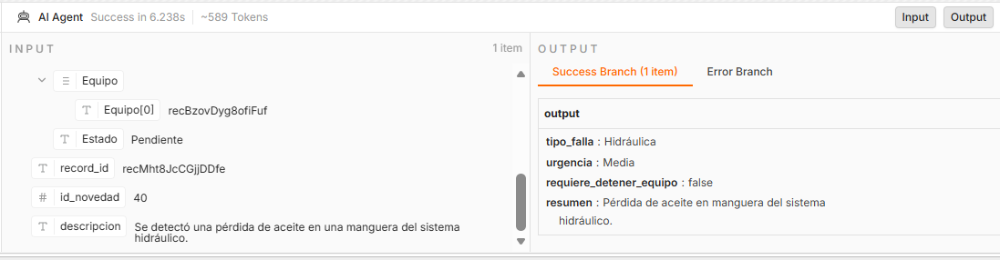 AI Agent Success in 6.238s | ~589 Tokens Input Output
INPUT 1 item
Equipo
T Equipo[0] recBzovDyg8ofiFuf
T Estado Pendiente
T record_id recMht8JcCGjjDDfe
# id_novedad 40
T descripcion Se detectó una pérdida de aceite en una manguera del sistema
hidráulico.
OUTPUT
Success Branch (1 item) Error Branch
output
tipo_falla : Hidráulica
urgencia : Media
requiere_detener_equipo : false
resumen : Pérdida de aceite en manguera del sistema
hidráulico.